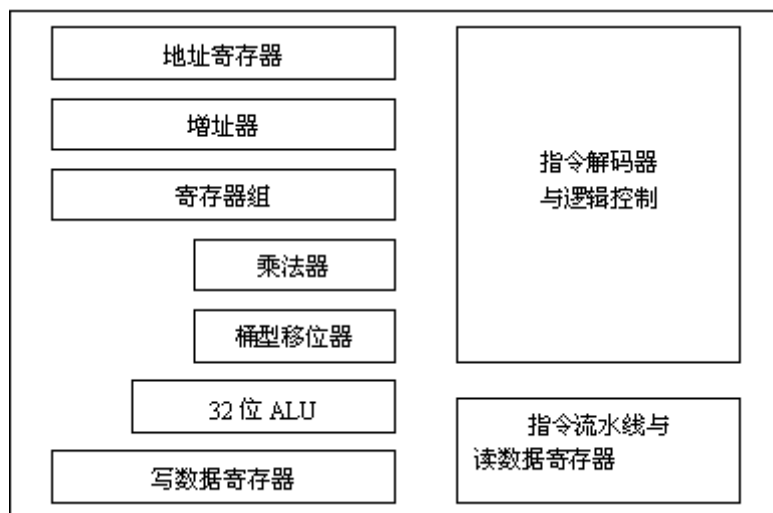 地址寄存器
增址器
寄存器组
乘法器
桶型移位器
32 位 ALU
写数据寄存器
指令解码器
与逻辑控制
指令流水线与
读数据寄存器